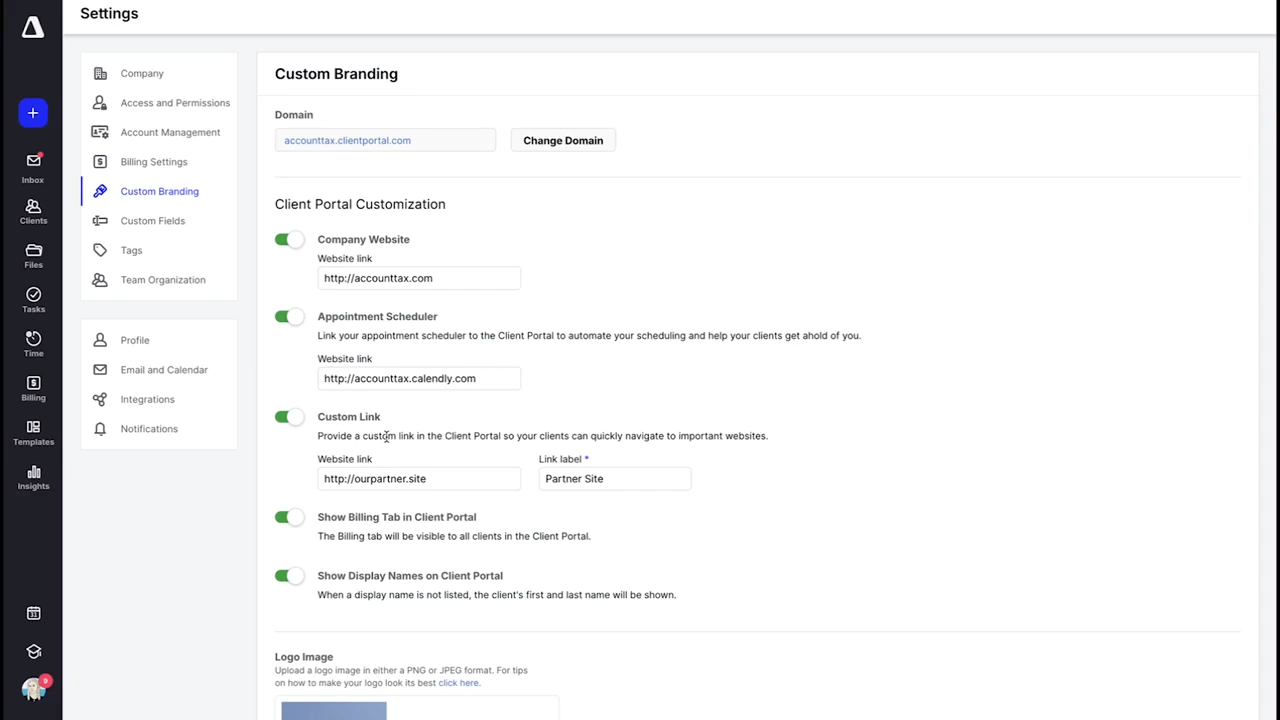 Settings
Inbox
Clients
Files
Tasks
Time
Billing
Templates
Insights
31
9
Company
Access and Permissions
Account Management
Billing Settings
Custom Branding
Custom Fields
Tags
Team Organization
Profile
Email and Calendar
Integrations
Notifications
Custom Branding
Domain
accounttax.clientportal.com
Change Domain
Client Portal Customization
Company Website
Website link
http://accounttax.com
Appointment Scheduler
Link your appointment scheduler to the Client Portal to automate your scheduling and help your clients get ahold of you.
Website link
http://accounttax.calendly.com
Custom Link
Provide a custom link in the Client Portal so your clients can quickly navigate to important websites.
Website link Link label *
http://ourpartner.site Partner Site
Show Billing Tab in Client Portal
The Billing tab will be visible to all clients in the Client Portal.
Show Display Names on Client Portal
When a display name is not listed, the client's first and last name will be shown.
Logo Image
Upload a logo image in either a PNG or JPEG format. For tips
on how to make your logo look its best click here.